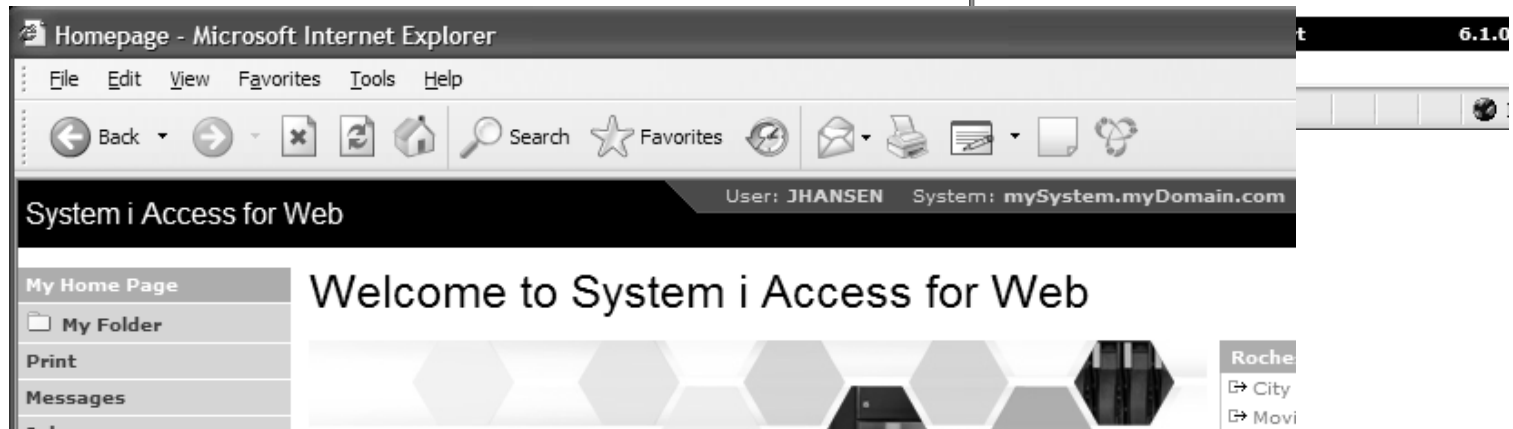 Homepage - Microsoft Internet Explorer
6.1.0
File Edit View Favorites Tools Help
Back Search Favorites
User: JHANSEN System: mySystem.myDomain.com
System i Access for Web
My Home Page
Welcome to System i Access for Web
My Folder
Print
Messages
City